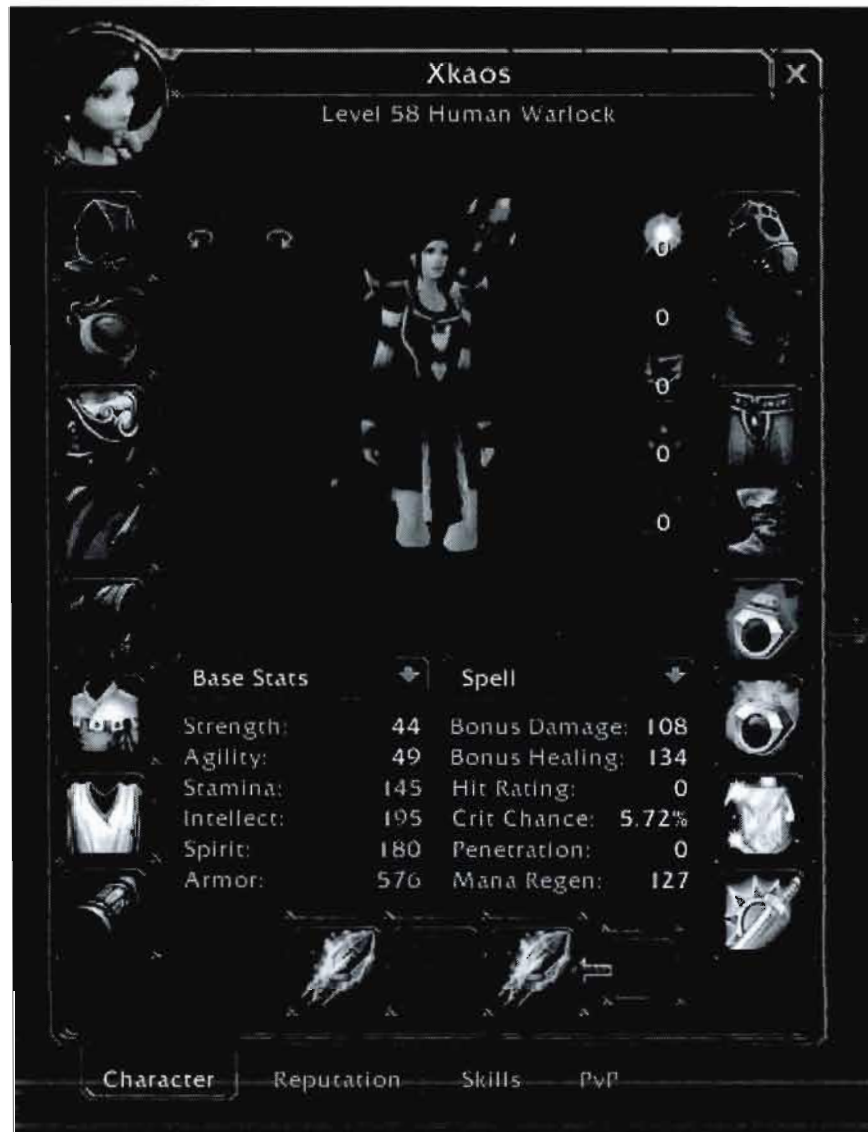 Xkaos
X
Level 58 Human Warlock
0
0
0
0
0
Base Stats
Strength: 44
Agility: 49
Stamina: 145
Intellect: 195
Spirit: 180
Armor: 576
Spell
Bonus Damage: 108
Bonus Healing: 134
Hit Rating: 0
Crit Chance: 5.72%
Penetration: 0
Mana Regen: 127
Character Reputation Skills PvP